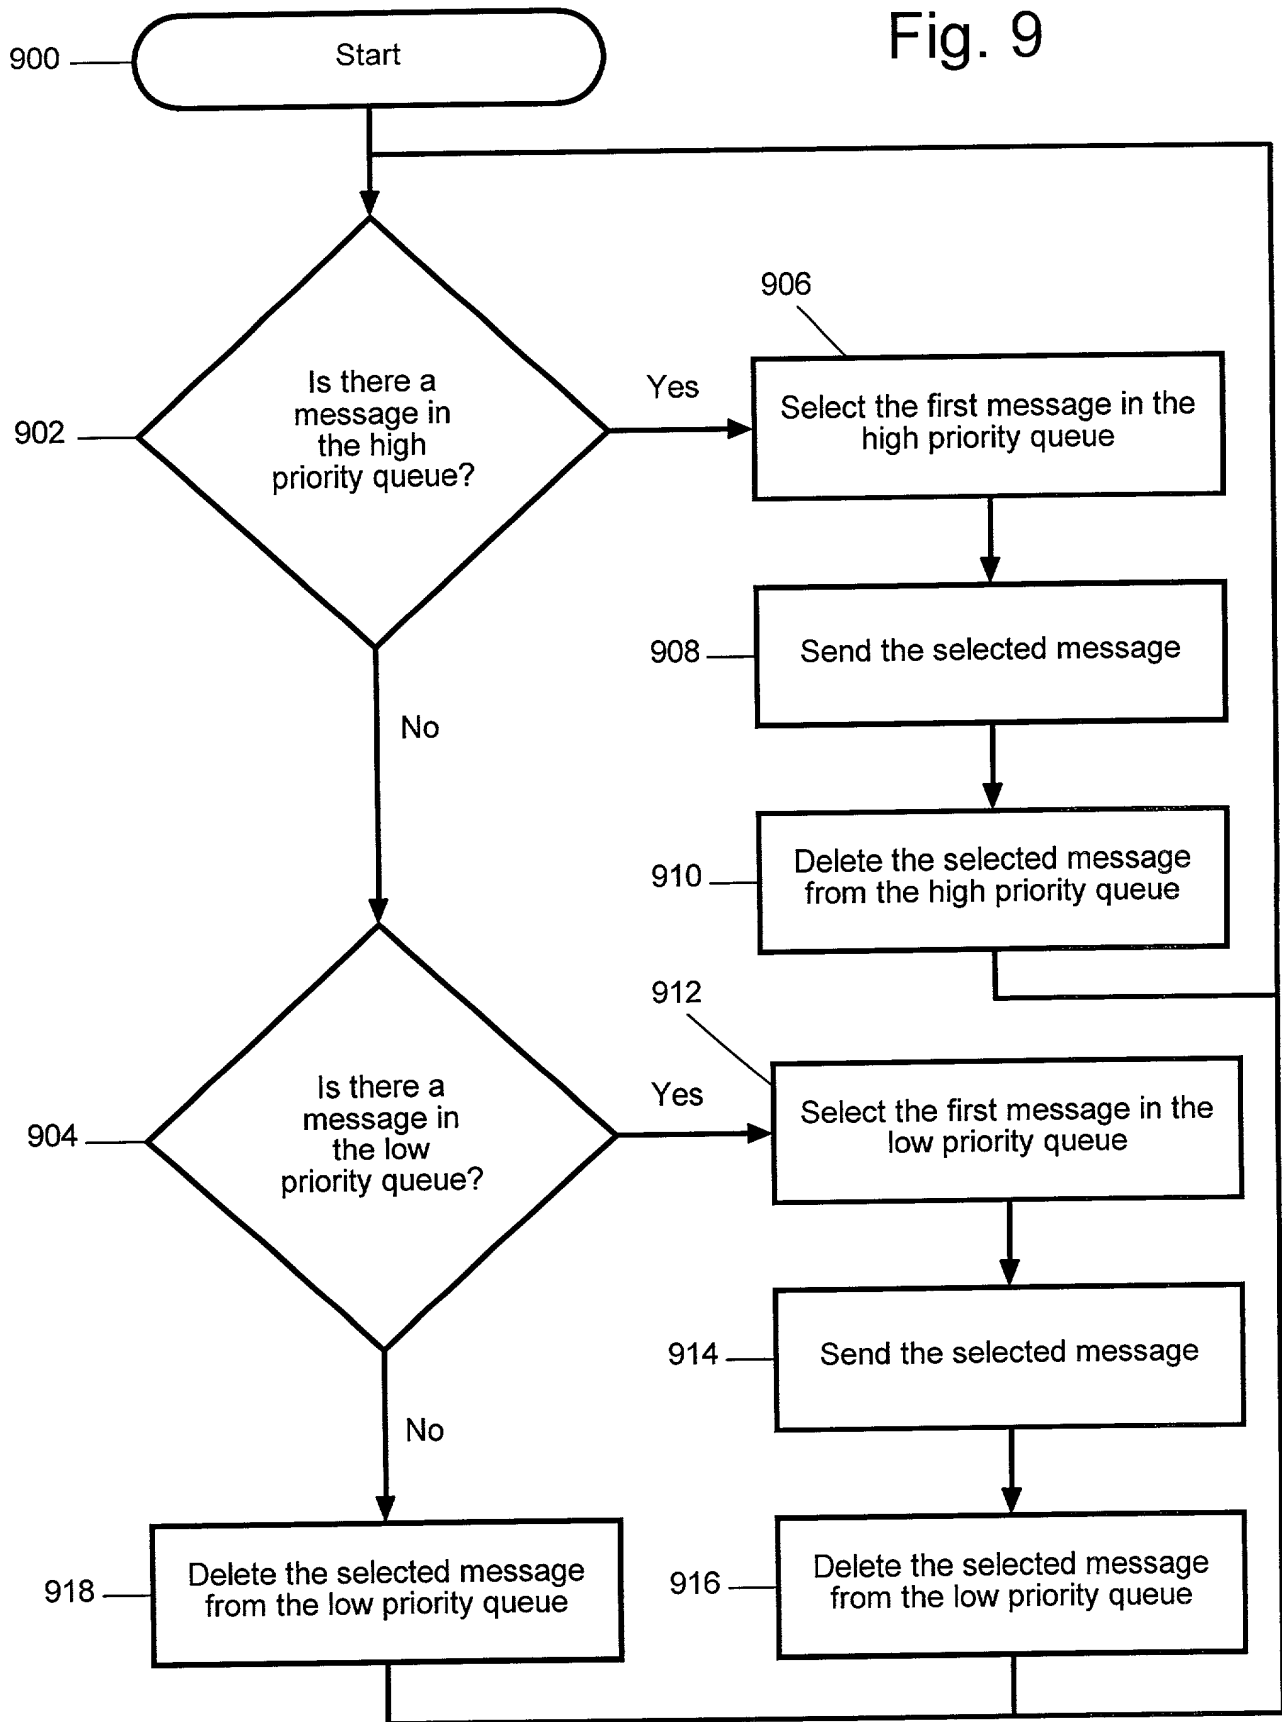 Fig. 9
900
Start
906
902
Is there a
message in
the high
priority queue?
Yes
Select the first message in the
high priority queue
908
Send the selected message
No
910
Delete the selected message
from the high priority queue
912
904
Is there a
message in
the low
priority queue?
Yes
Select the first message in the
low priority queue
914
Send the selected message
No
918
Delete the selected message
from the low priority queue
916
Delete the selected message
from the low priority queue